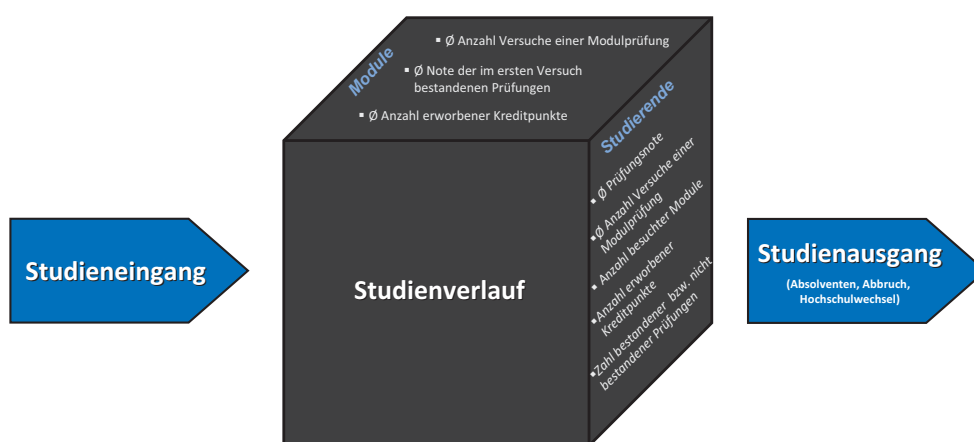 Module
▪ Ø Anzahl Versuche einer Modulprüfung
▪ Ø Note der im ersten Versuch
bestandenen Prüfungen
▪ Ø Anzahl erworbener Kreditpunkte
Studierende
▪ Ø Prüfungsnote
▪ Ø Anzahl Versuche einer
Modulprüfung
▪ Anzahl besuchter Module
▪ Anzahl erworbener
Kreditpunkte
▪ Zahl bestandener bzw. nicht
bestandener Prüfungen
Studieneingang
Studienverlauf
Studienausgang
(Absolventen, Abbruch,
Hochschulwechsel)